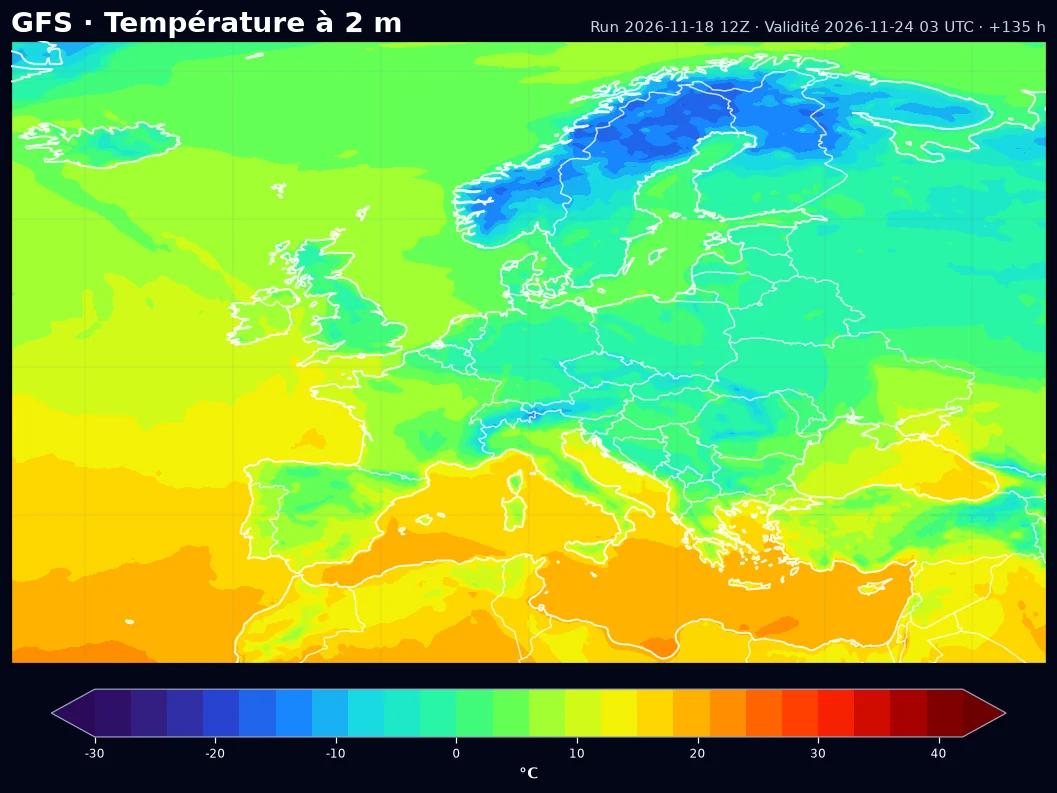 GFS · Température à 2 m
Run 2026-11-18 12Z · Validité 2026-11-24 03 UTC · +135 h
-30 -20 -10 0 10 20 30 40
°C